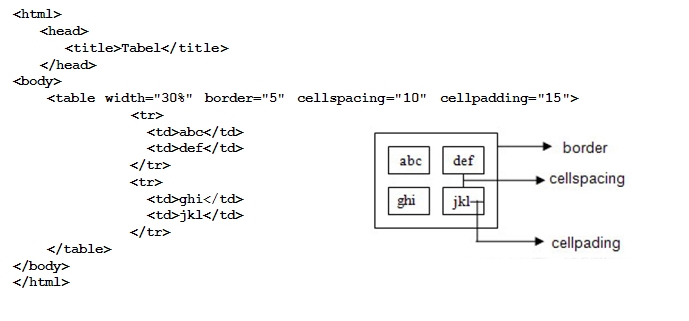 <html>
<head>
<title>Tabel</title>
</head>
<body>
<table width="30%" border="5" cellspacing="10" cellpadding="15">
<tr>
<td>abc</td>
<td>def</td>
</tr>
<tr>
<td>ghi</td>
<td>jkl</td>
</tr>
</table>
</body>
</html>
abc def
ghi jkl
border
cellspacing
cellpading